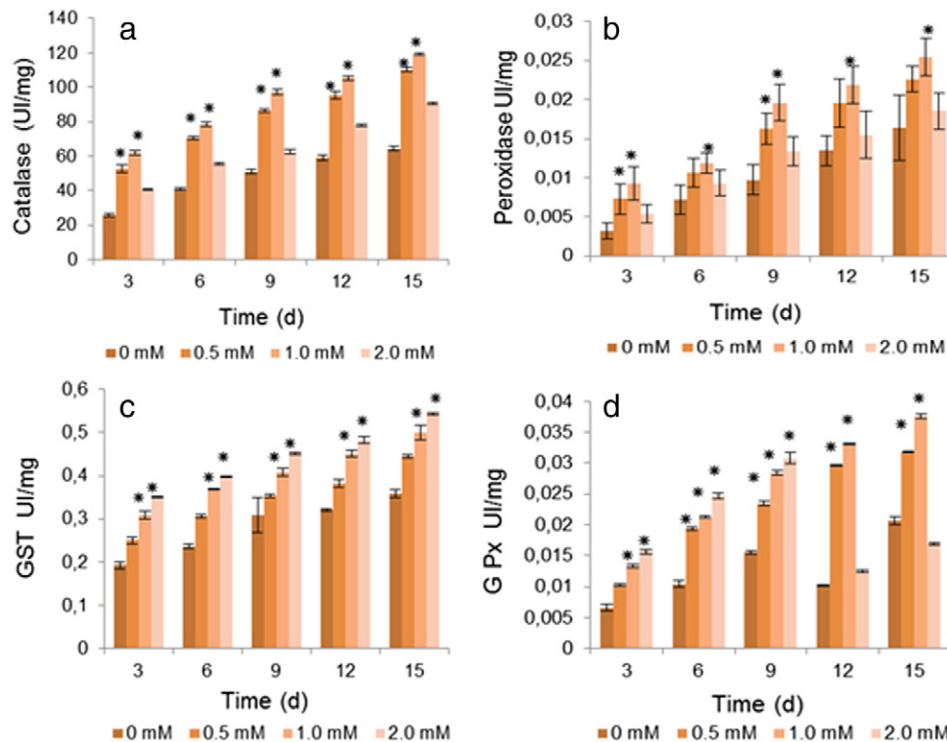 a
Catalase (UI/mg)
140
120
100
80
60
40
20
0
3 6 9 12 15
Time (d)
0 mM 0.5 mM 1.0 mM 2.0 mM
b
Peroxidase UI/mg
0,03
0,025
0,02
0,015
0,01
0,005
0
3 6 9 12 15
Time (d)
0 mM 0.5 mM 1.0 mM 2.0 mM
c
GST UI/mg
0,6
0,5
0,4
0,3
0,2
0,1
0
3 6 9 12 15
Time (d)
0 mM 0.5 mM 1.0 mM 2.0 mM
d
G Px UI/mg
0,04
0,035
0,03
0,025
0,02
0,015
0,01
0,005
0
3 6 9 12 15
Time (d)
0 mM 0.5 mM 1.0 mM 2.0 mM